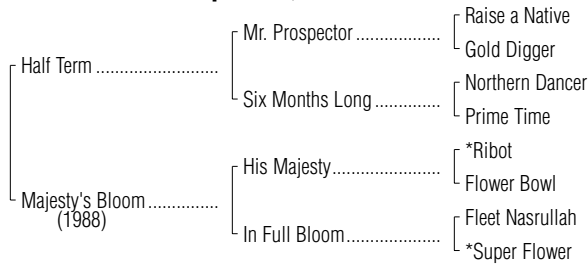 Raise a Native
Mr. Prospector ..................
Gold Digger
Half Term ..........................
Northern Dancer
Six Months Long ..............
Prime Time
*Ribot
His Majesty.......................
Flower Bowl
Majesty's Bloom ...............
(1988)
Fleet Nasrullah
In Full Bloom....................
*Super Flower